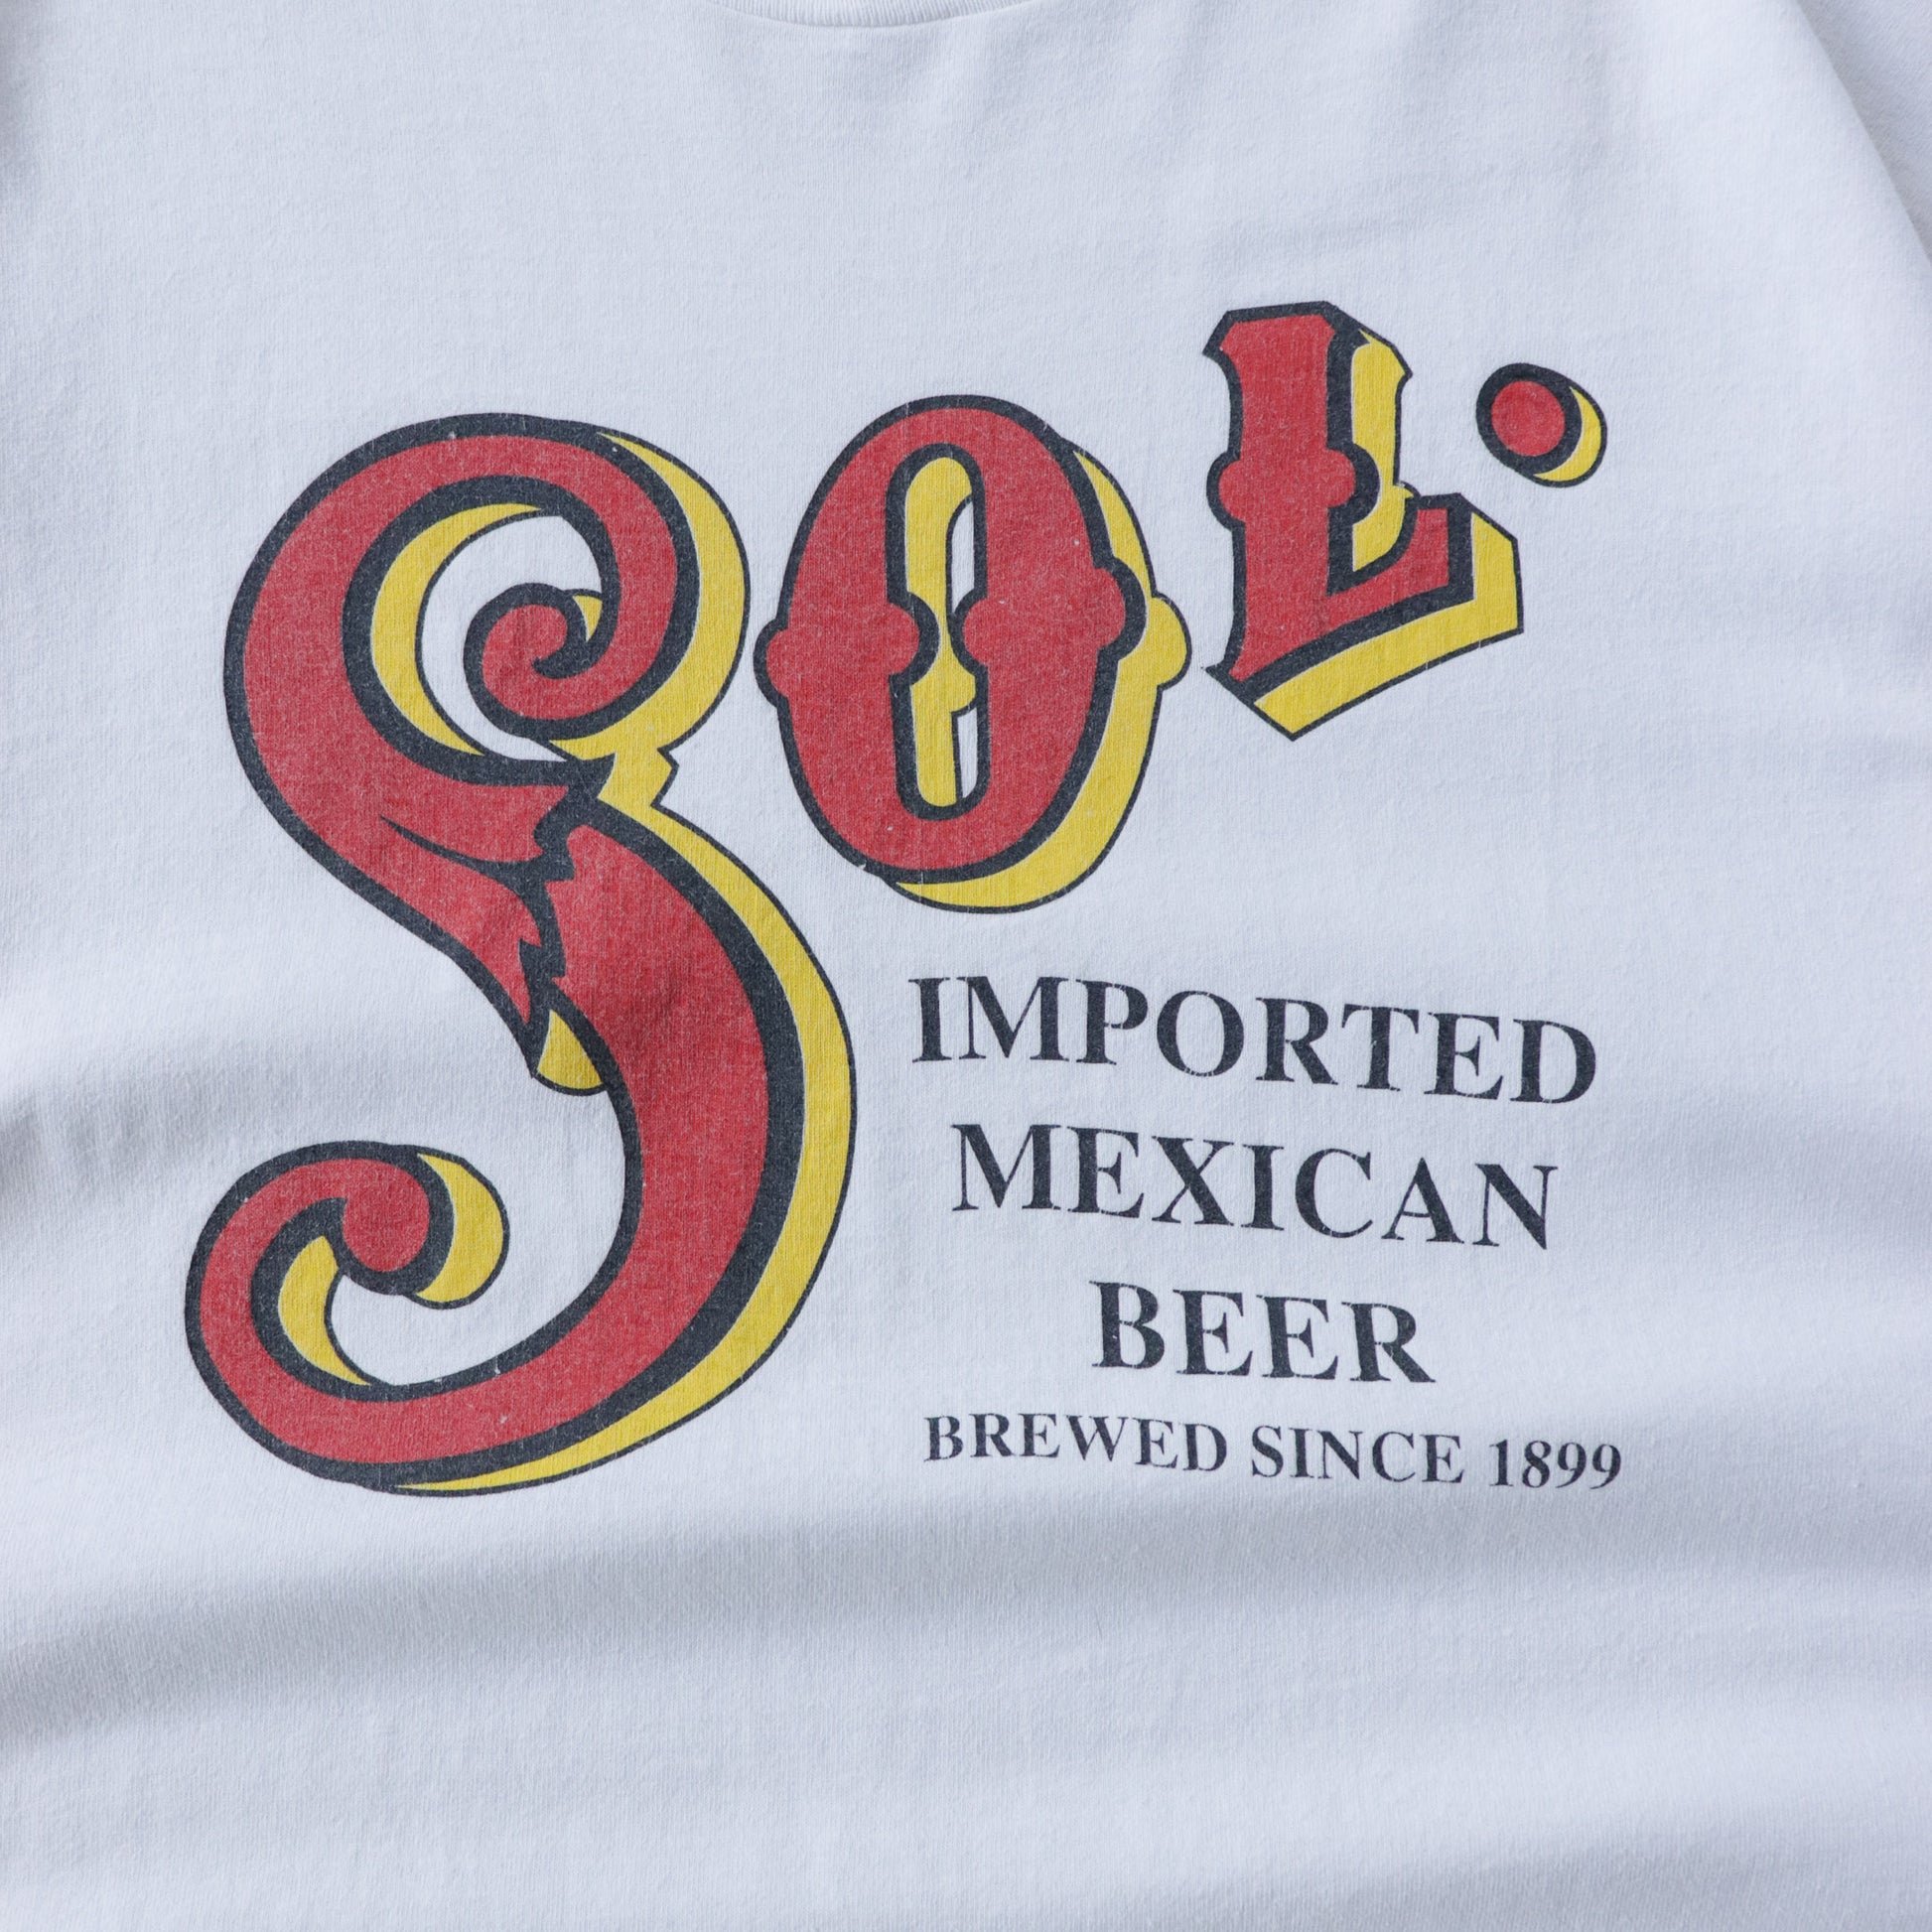 SOL.
IMPORTED
MEXICAN
BEER
BREWED SINCE 1899